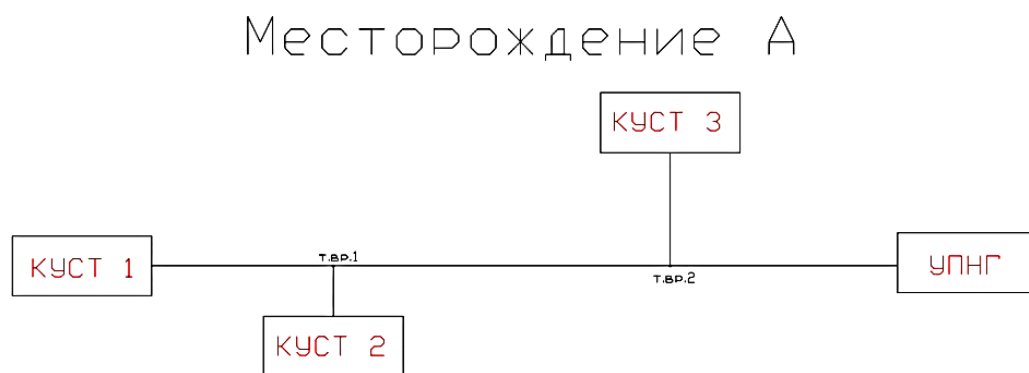 Месторождение А
КУСТ 3
т.вр.1
КУСТ 1
УПНГ
т.вр.2
КУСТ 2